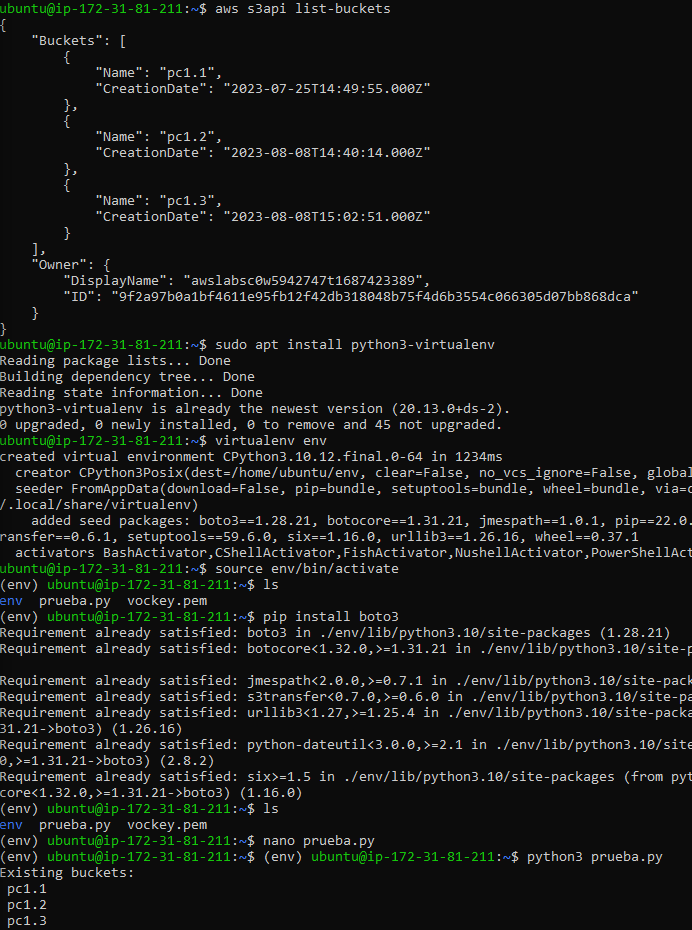 ubuntu@ip-172-31-81-211:~$ aws s3api list-buckets
{
    "Buckets": [
        {
            "Name": "pc1.1",
            "CreationDate": "2023-07-25T14:49:55.000Z"
        },
        {
            "Name": "pc1.2",
            "CreationDate": "2023-08-08T14:40:14.000Z"
        },
        {
            "Name": "pc1.3",
            "CreationDate": "2023-08-08T15:02:51.000Z"
        }
    ],
    "Owner": {
        "DisplayName": "awslabsc0w5942747t1687423389",
        "ID": "9f2a97b0a1bf4611e95fb12f42db318048b75f4d6b3554c066305d07bb868dca"
    }
}
ubuntu@ip-172-31-81-211:~$ sudo apt install python3-virtualenv
Reading package lists... Done
Building dependency tree... Done
Reading state information... Done
python3-virtualenv is already the newest version (20.13.0+ds-2).
0 upgraded, 0 newly installed, 0 to remove and 45 not upgraded.
ubuntu@ip-172-31-81-211:~$ virtualenv env
created virtual environment CPython3.10.12.final.0-64 in 1234ms
  creator CPython3Posix(dest=/home/ubuntu/env, clear=False, no_vcs_ignore=False, global
  seeder FromAppData(download=False, pip=bundle, setuptools=bundle, wheel=bundle, via=c
/.local/share/virtualenv)
    added seed packages: boto3==1.28.21, botocore==1.31.21, jmespath==1.0.1, pip==22.0.
ransfer==0.6.1, setuptools==59.6.0, six==1.16.0, urllib3==1.26.16, wheel==0.37.1
  activators BashActivator,CShellActivator,FishActivator,NushellActivator,PowerShellAct
ubuntu@ip-172-31-81-211:~$ source env/bin/activate
(env) ubuntu@ip-172-31-81-211:~$ ls
env  prueba.py  vockey.pem
(env) ubuntu@ip-172-31-81-211:~$ pip install boto3
Requirement already satisfied: boto3 in ./env/lib/python3.10/site-packages (1.28.21)
Requirement already satisfied: botocore<1.32.0,>=1.31.21 in ./env/lib/python3.10/site-p
Requirement already satisfied: jmespath<2.0.0,>=0.7.1 in ./env/lib/python3.10/site-pack
Requirement already satisfied: s3transfer<0.7.0,>=0.6.0 in ./env/lib/python3.10/site-pa
Requirement already satisfied: urllib3<1.27,>=1.25.4 in ./env/lib/python3.10/site-packa
31.21->boto3) (1.26.16)
Requirement already satisfied: python-dateutil<3.0.0,>=2.1 in ./env/lib/python3.10/site
0,>=1.31.21->boto3) (2.8.2)
Requirement already satisfied: six>=1.5 in ./env/lib/python3.10/site-packages (from pyt
core<1.32.0,>=1.31.21->boto3) (1.16.0)
(env) ubuntu@ip-172-31-81-211:~$ ls
env  prueba.py  vockey.pem
(env) ubuntu@ip-172-31-81-211:~$ nano prueba.py
(env) ubuntu@ip-172-31-81-211:~$ (env) ubuntu@ip-172-31-81-211:~$ python3 prueba.py
Existing buckets:
 pc1.1
 pc1.2
 pc1.3